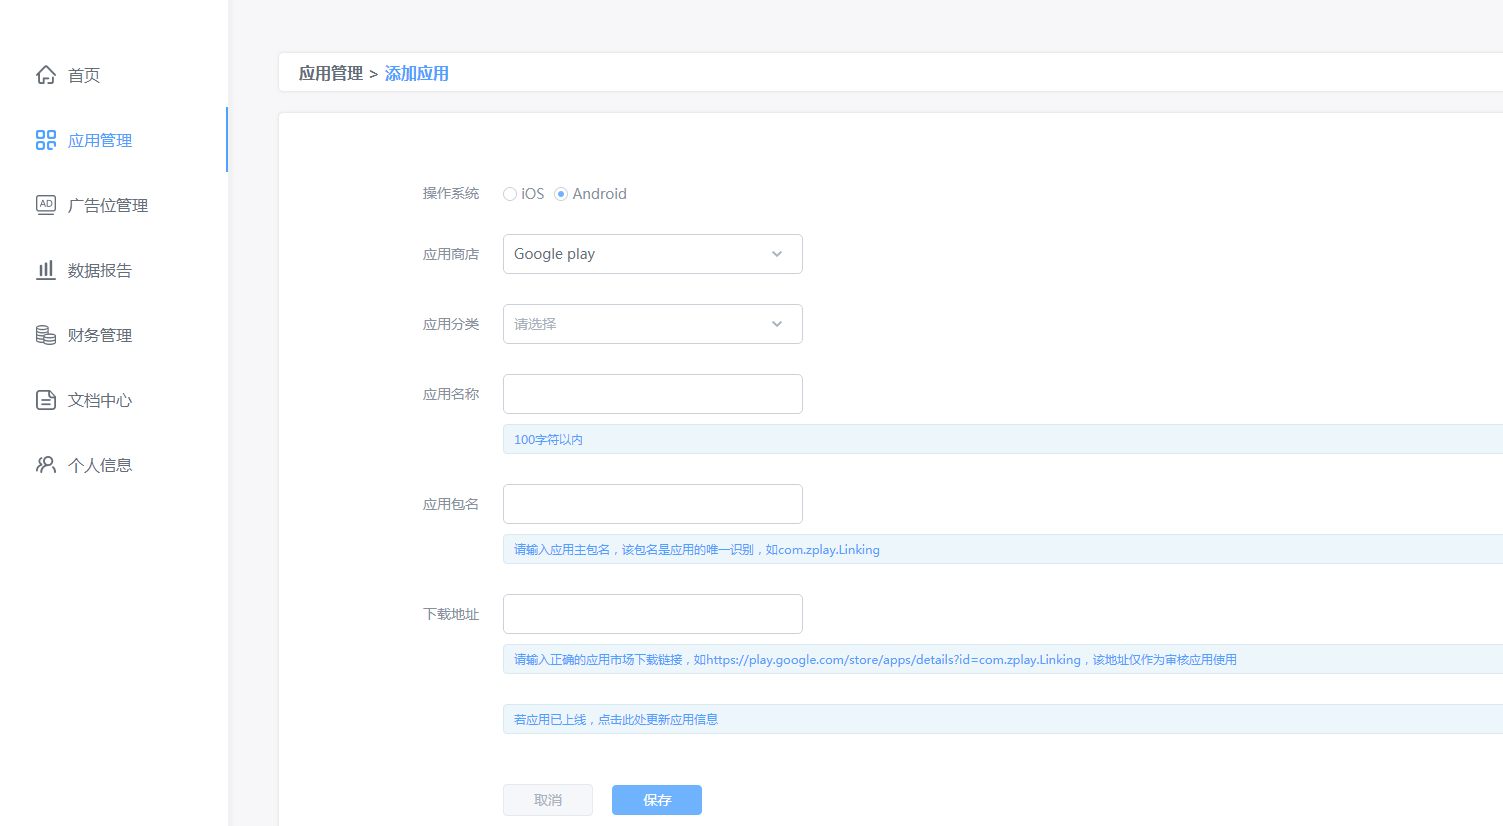 首页
应用管理
AD
广告位管理
数据报告
财务管理
文档中心
个人信息
应用管理 > 添加应用
操作系统 iOS Android
应用商店 Google play
应用分类 请选择
应用名称
100字符以内
应用包名
请输入应用主包名，该包名是应用的唯一识别，如com.zplay.Linking
下载地址
请输入正确的应用市场下载链接，如https://play.google.com/store/apps/details?id=com.zplay.Linking，该地址仅作为审核应用使用
若应用已上线，点击此处更新应用信息
取消 保存